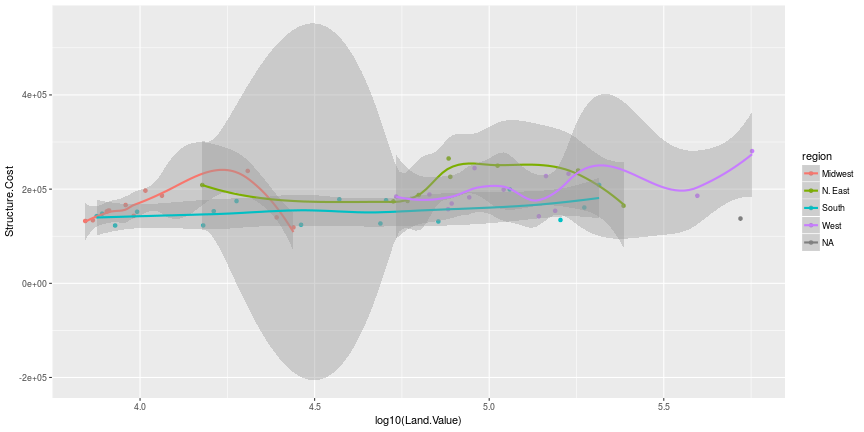 Structure.Cost
4e+05
2e+05
0e+00
-2e+05
4.0
4.5
5.0
5.5
log10(Land.Value)
region
Midwest
N. East
South
West
NA